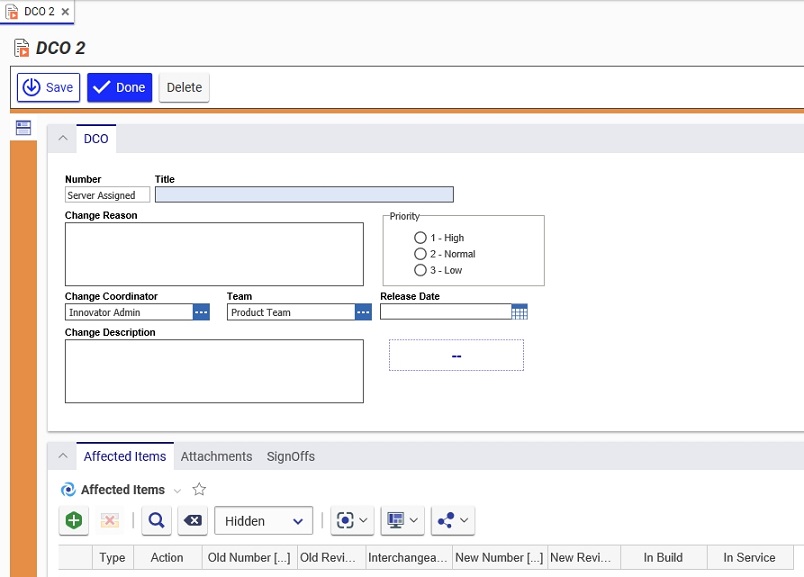 DCO 2
DCO 2
Save Done Delete
DCO
Number Title
Server Assigned
Change Reason
Priority
1 - High
2 - Normal
3 - Low
Change Coordinator Team Release Date
Innovator Admin Product Team
Change Description
--
Affected Items Attachments SignOffs
Affected Items
Hidden
Type Action Old Number [...] Old Revi... Interchangea... New Number [...] New Revi... In Build In Service